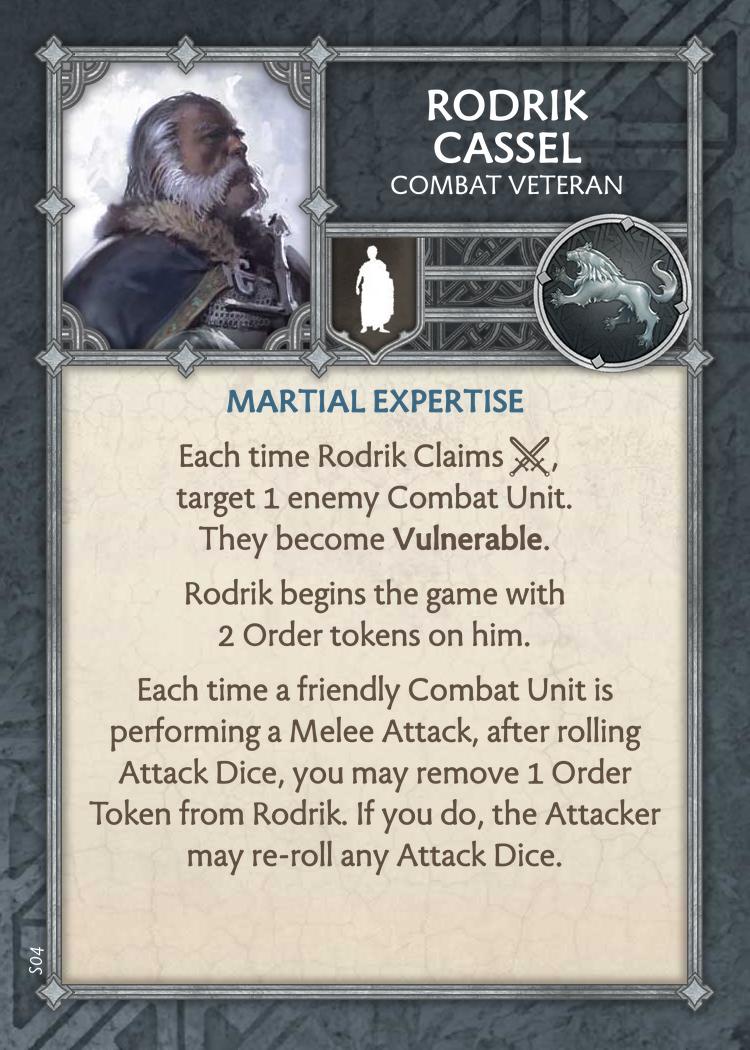 RODRIK
CASSEL
COMBAT VETERAN
MARTIAL EXPERTISE
Each time Rodrik Claims ,
target 1 enemy Combat Unit.
They become Vulnerable.
Rodrik begins the game with
2 Order tokens on him.
Each time a friendly Combat Unit is
performing a Melee Attack, after rolling
Attack Dice, you may remove 1 Order
Token from Rodrik. If you do, the Attacker
may re-roll any Attack Dice.
S04